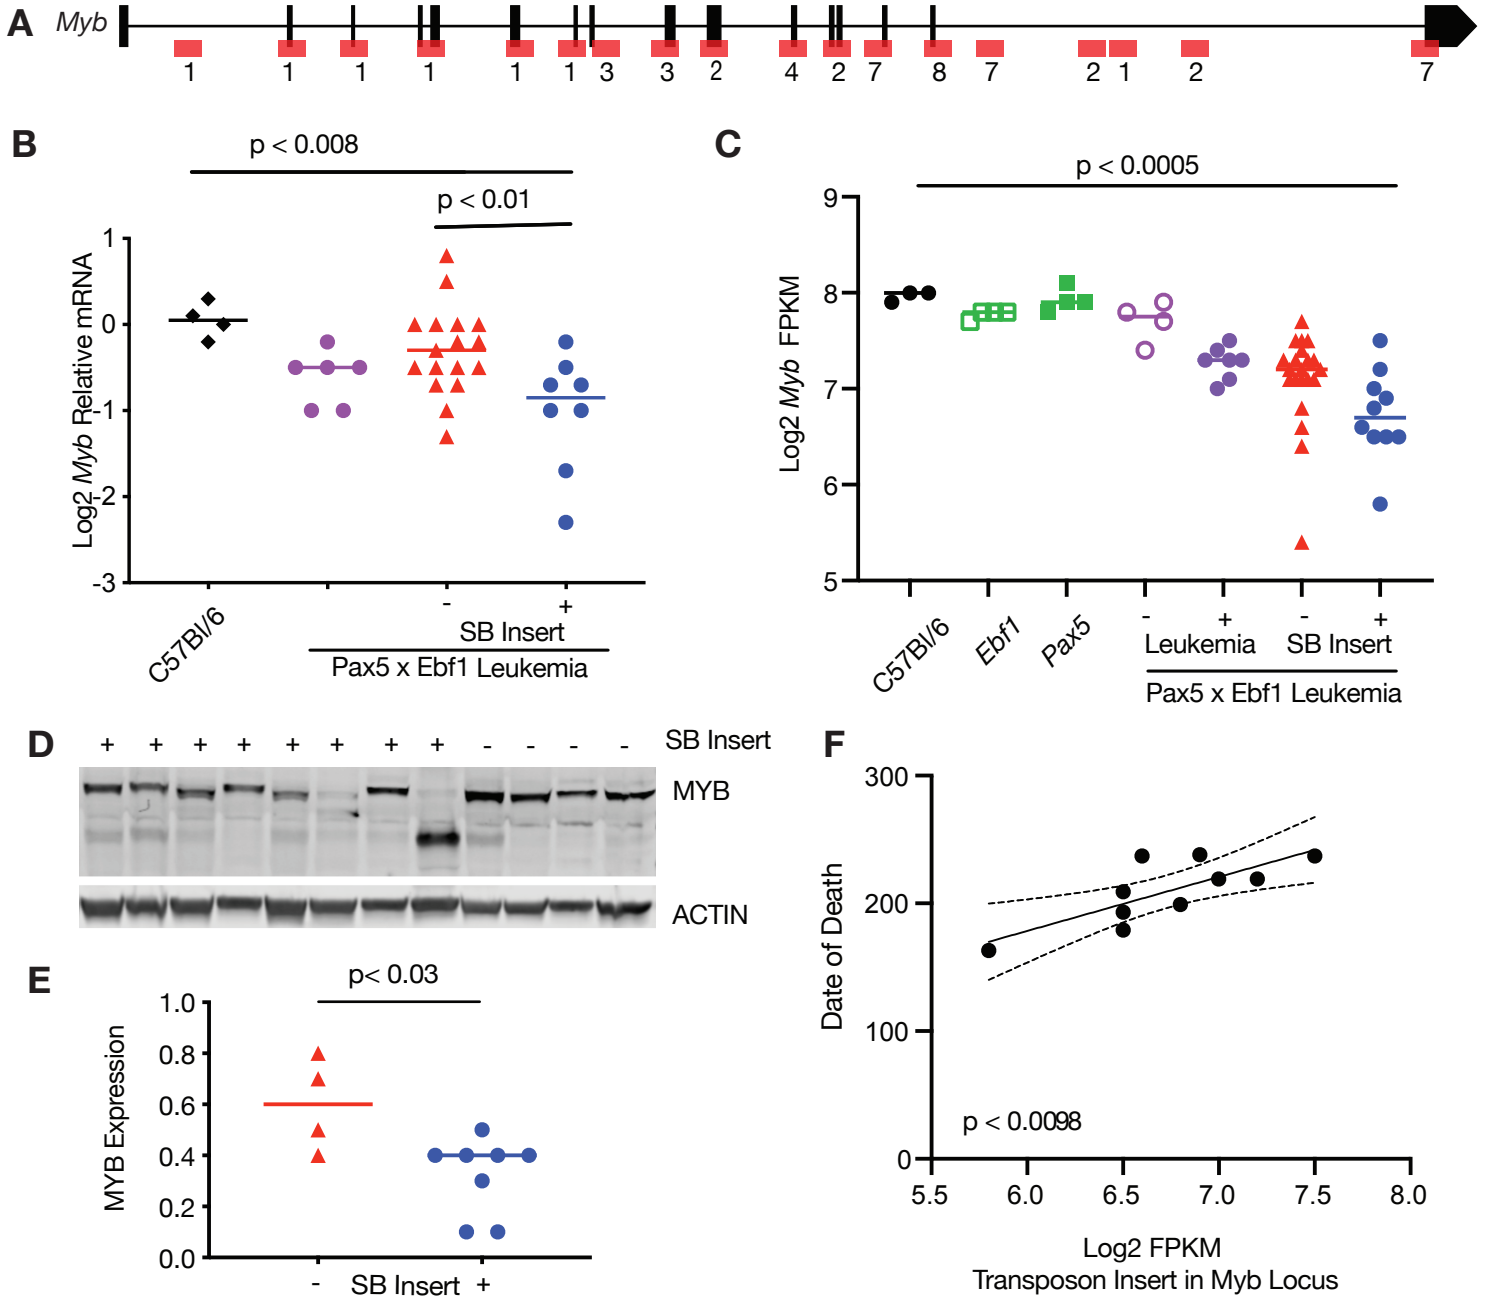 A Myb
1 1 1 1 1 1 3 3 2 4 2 7 8 7 2 1 2 7
B
p < 0.008
p < 0.01
Log2 Myb Relative mRNA
1
0
-1
-2
-3
C57Bl/6
- +
SB Insert
Pax5 x Ebf1 Leukemia
C
p < 0.0005
Log2 Myb FPKM
9
8
7
6
5
C57Bl/6 Ebf1 Pax5
- + - +
Leukemia SB Insert
Pax5 x Ebf1 Leukemia
D
+ + + + + + + + - - - - SB Insert
MYB
ACTIN
E
p< 0.03
MYB Expression
1.0
0.8
0.6
0.4
0.2
0.0
- SB Insert +
F
Date of Death
300
200
100
0
p < 0.0098
5.5 6.0 6.5 7.0 7.5 8.0
Log2 FPKM
Transposon Insert in Myb Locus